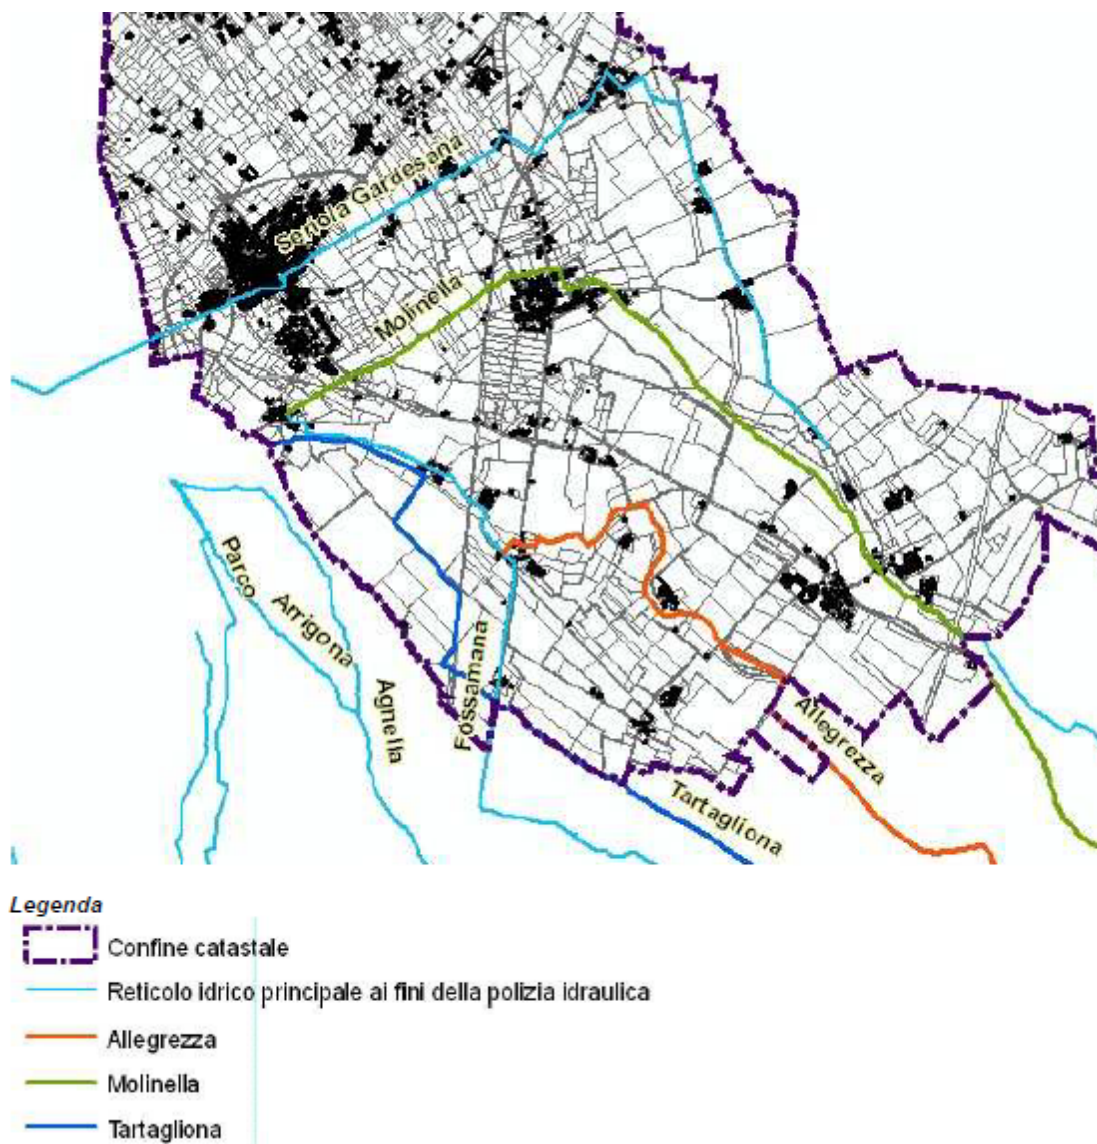 Seriola Gardesana
Molinella
Parco
Arrigona
Agnella
Fossamana
Allegrezza
Tartagliona
Legenda
Confine catastale
Reticolo idrico principale ai fini della polizia idraulica
Allegrezza
Molinella
Tartagliona